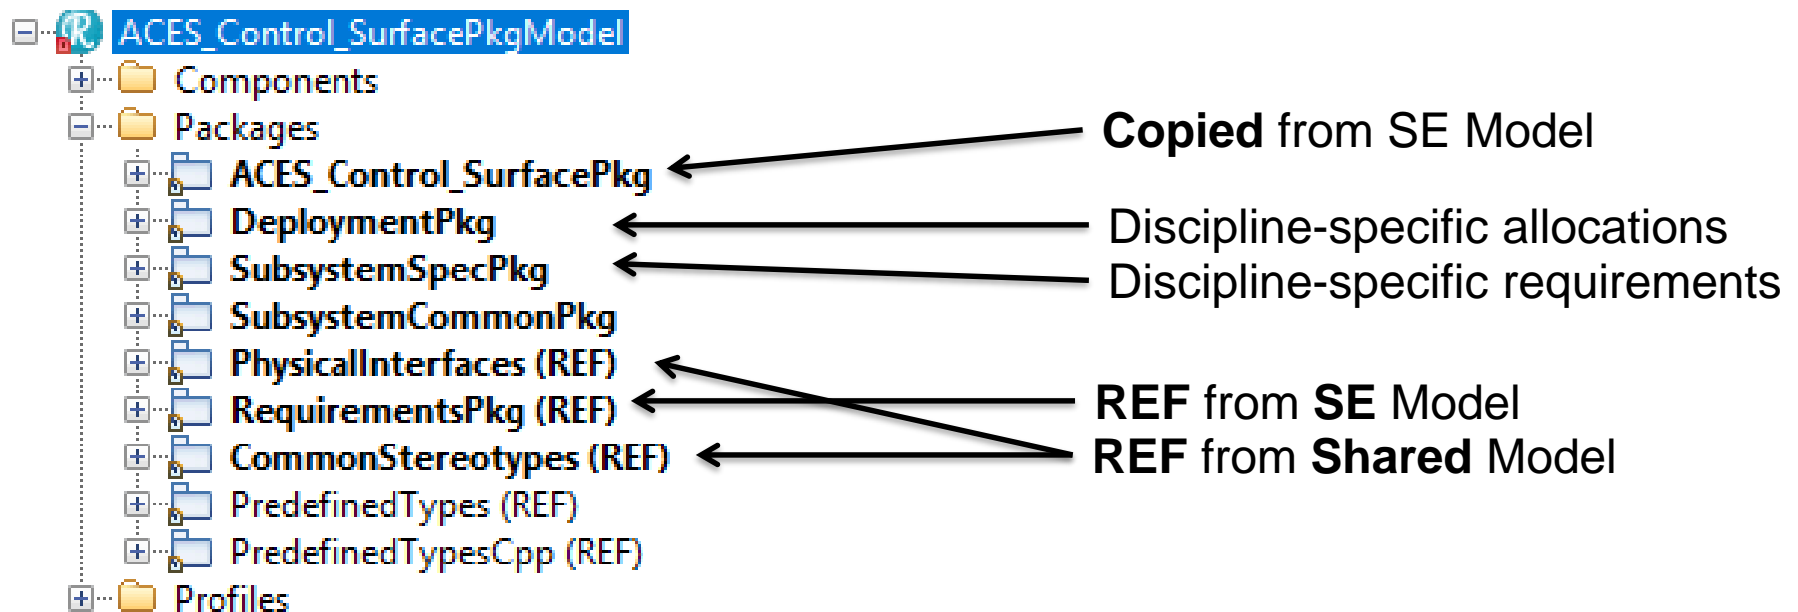 ACES_Control_SurfacePkgModel
Components
Packages
ACES_Control_SurfacePkg
DeploymentPkg
SubsystemSpecPkg
SubsystemCommonPkg
PhysicalInterfaces (REF)
RequirementsPkg (REF)
CommonStereotypes (REF)
PredefinedTypes (REF)
PredefinedTypesCpp (REF)
Profiles
Copied from SE Model
Discipline-specific allocations
Discipline-specific requirements
REF from SE Model
REF from Shared Model